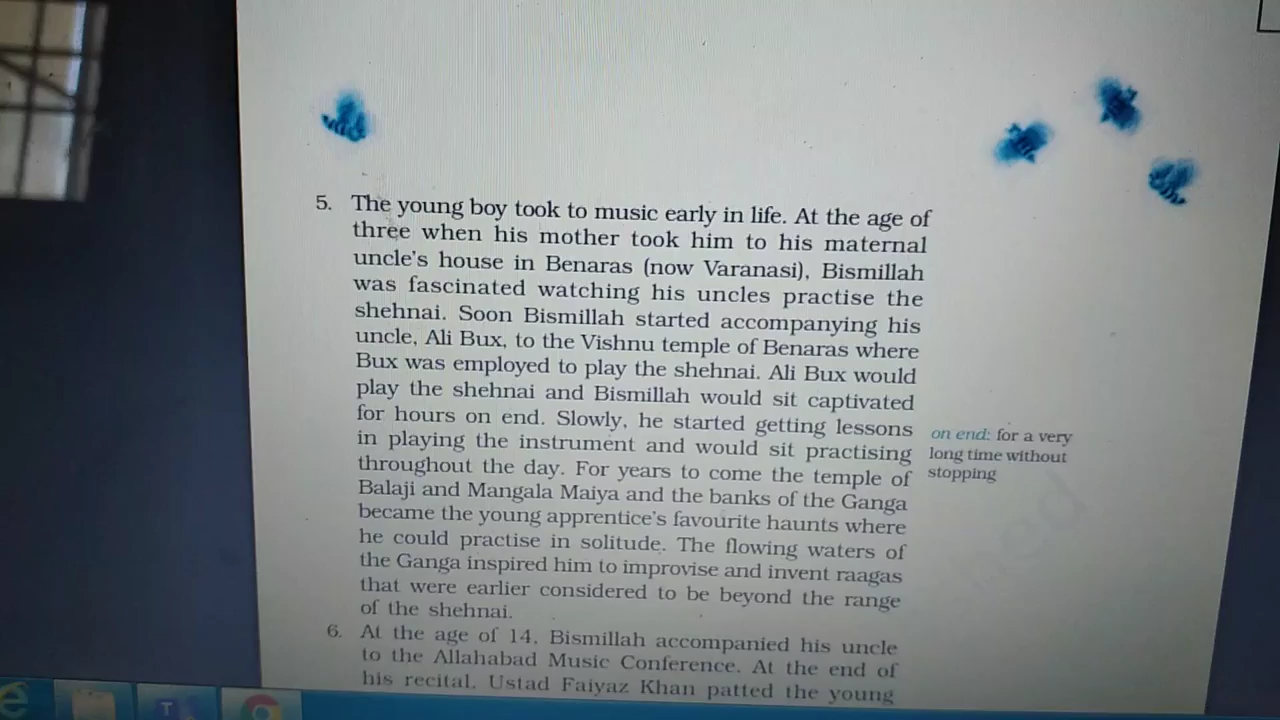 5. The young boy took to music early in life. At the age of
three when his mother took him to his maternal
uncle's house in Benaras (now Varanasi), Bismillah
was fascinated watching his uncles practise the
shehnai. Soon Bismillah started accompanying his
uncle, Ali Bux, to the Vishnu temple of Benaras where
Bux was employed to play the shehnai. Ali Bux would
play the shehnai and Bismillah would sit captivated
for hours on end. Slowly, he started getting lessons
in playing the instrument and would sit practising
throughout the day. For years to come the temple of
Balaji and Mangala Maiya and the banks of the Ganga
became the young apprentice's favourite haunts where
he could practise in solitude. The flowing waters of
the Ganga inspired him to improvise and invent raagas
that were earlier considered to be beyond the range
of the shehnai.
on end: for a very
long time without
stopping
6. At the age of 14, Bismillah accompanied his uncle
to the Allahabad Music Conference. At the end of
his recital, Ustad Faiyaz Khan patted the young